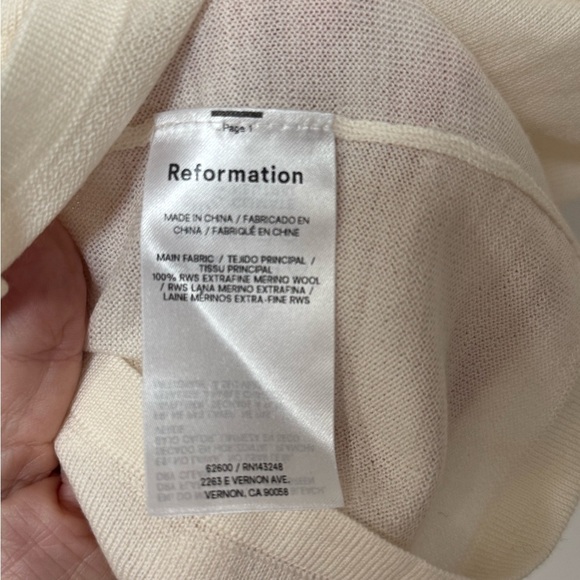 Page 1
Reformation
MADE IN CHINA / FABRICADO EN
CHINA / FABRIQUÉ EN CHINE
MAIN FABRIC / TEJIDO PRINCIPAL /
TISSU PRINCIPAL
100% RWS EXTRAFINE MERINO WOOL
/ RWS LANA MERINO EXTRAFINA /
LAINE MÉRINOS EXTRA-FINE RWS
62600 / RN143248
2263 E VERNON AVE.
VERNON, CA 90058